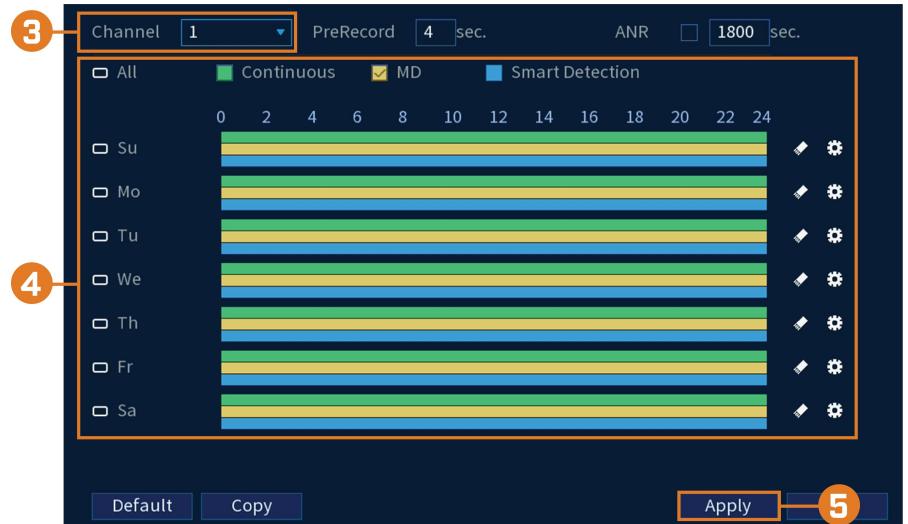 3 Channel 1 PreRecord 4 sec. ANR 1800 sec.
All Continuous MD Smart Detection
0 2 4 6 8 10 12 14 16 18 20 22 24
Su
Mo
Tu
4 We
Th
Fr
Sa
Default Copy Apply 5